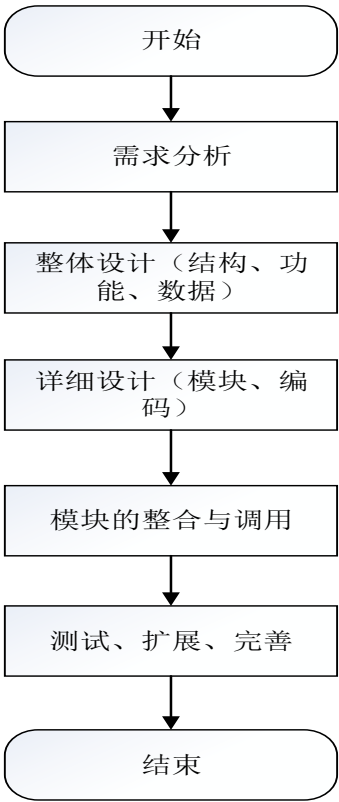 开始
需求分析
整体设计（结构、功
能、数据）
详细设计（模块、编
码）
模块的整合与调用
测试、扩展、完善
结束